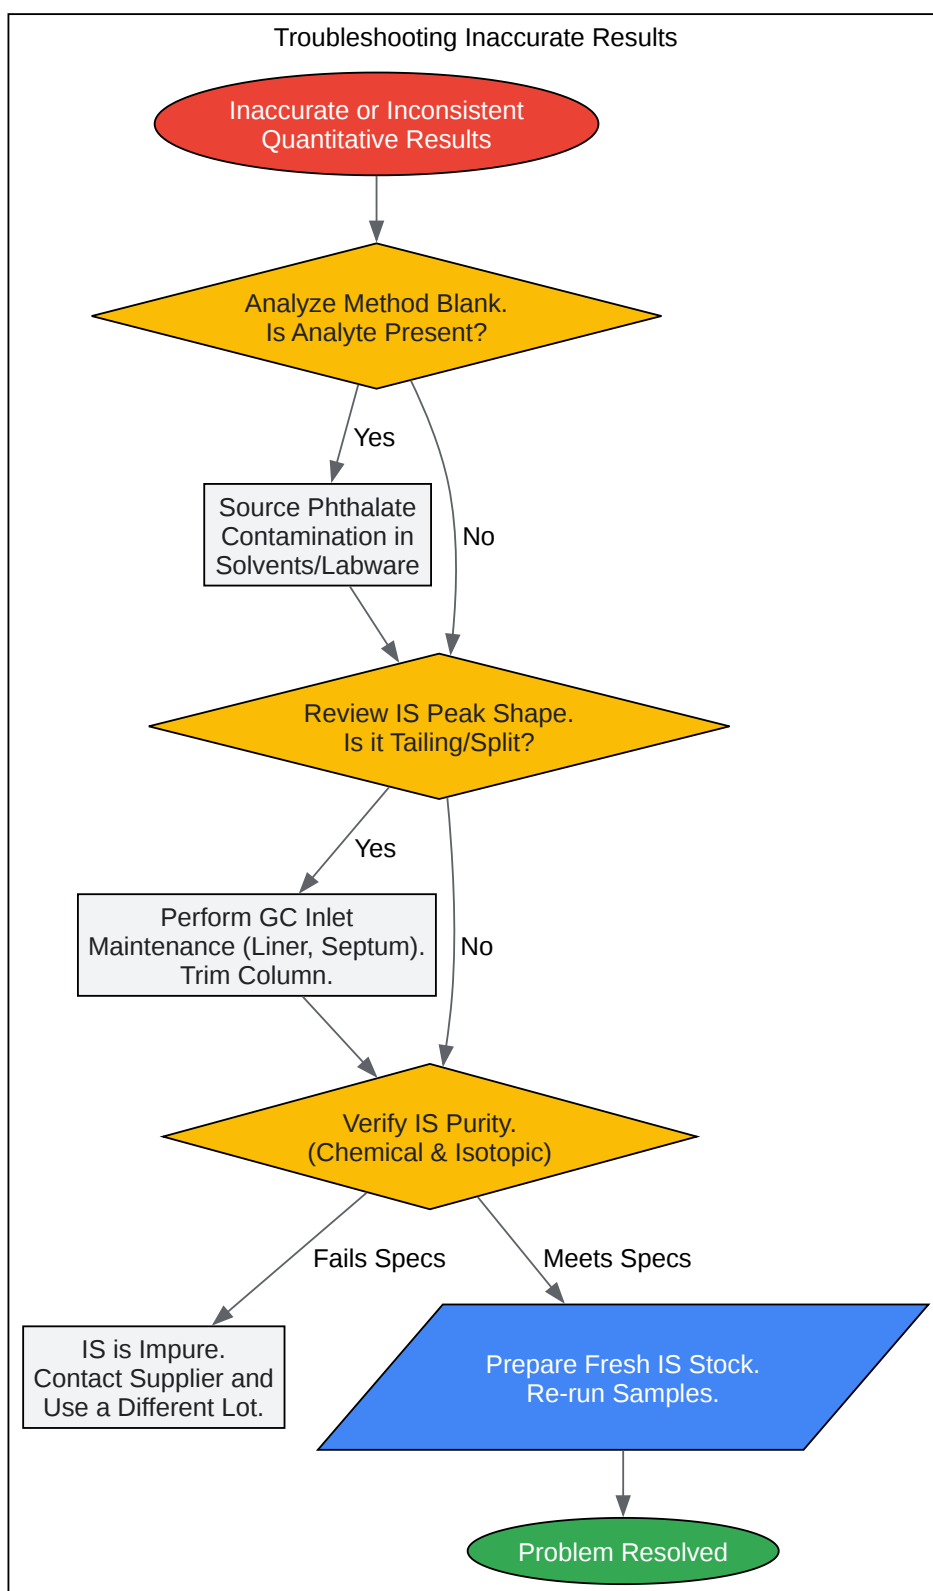 Troubleshooting Inaccurate Results
Inaccurate or Inconsistent
Quantitative Results
Analyze Method Blank.
Is Analyte Present?
Yes
Source Phthalate
Contamination in
Solvents/Labware
No
Review IS Peak Shape.
Is it Tailing/Split?
Yes
Perform GC Inlet
Maintenance (Liner, Septum).
Trim Column.
No
Verify IS Purity.
(Chemical & Isotopic)
Fails Specs
Meets Specs
IS is Impure.
Contact Supplier and
Use a Different Lot.
Prepare Fresh IS Stock.
Re-run Samples.
Problem Resolved